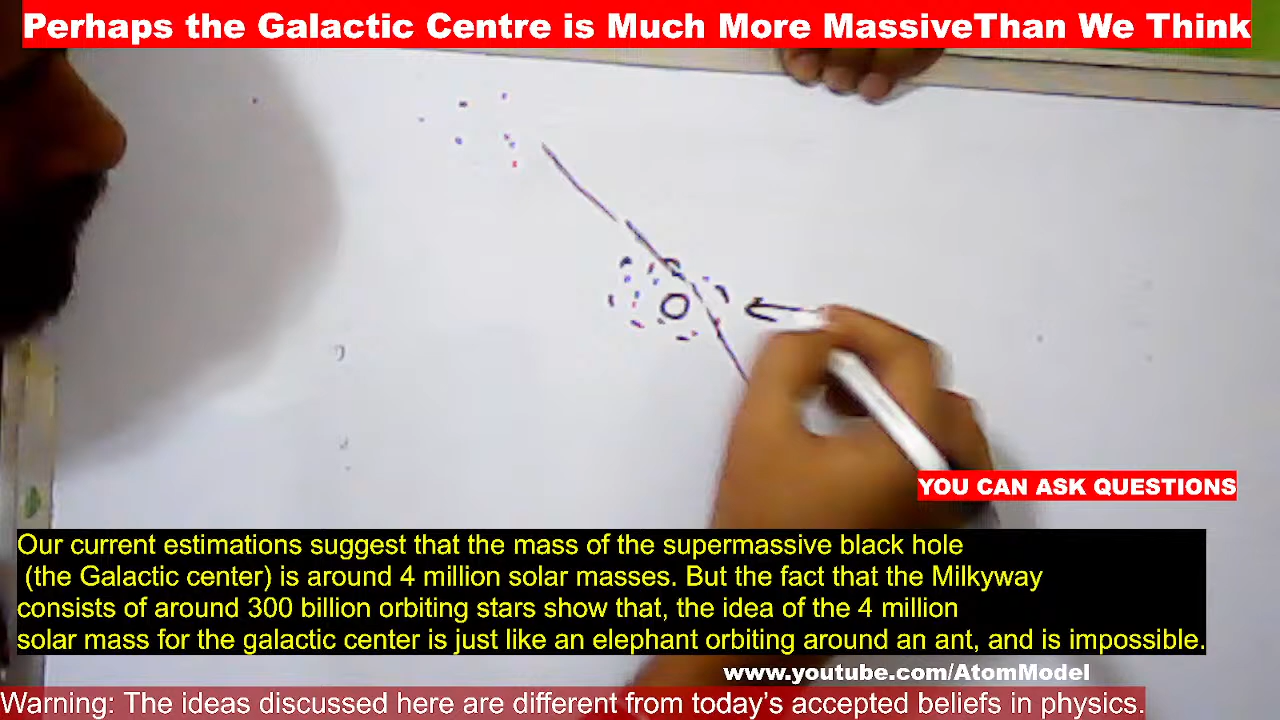 Perhaps the Galactic Centre is Much More MassiveThan We Think
YOU CAN ASK QUESTIONS
Our current estimations suggest that the mass of the supermassive black hole
(the Galactic center) is around 4 million solar masses. But the fact that the Milkyway
consists of around 300 billion orbiting stars show that, the idea of the 4 million
solar mass for the galactic center is just like an elephant orbiting around an ant, and is impossible.
www.youtube.com/AtomModel
Warning: The ideas discussed here are different from today's accepted beliefs in physics.